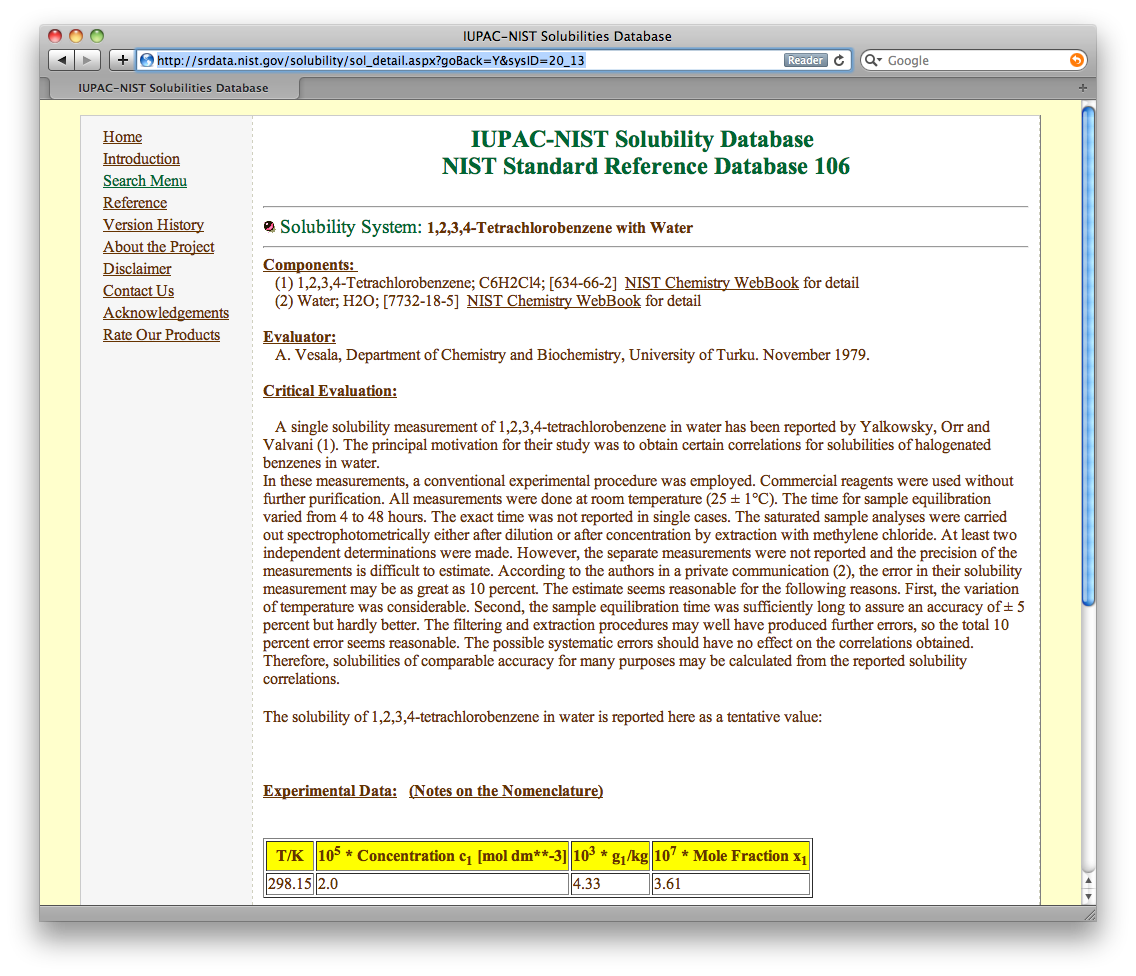 IUPAC-NIST Solubilities Database
http://srdata.nist.gov/solubility/sol_detail.aspx?goBack=Y&sysID=20_13
Reader
Google
IUPAC-NIST Solubilities Database
Home
Introduction
Search Menu
Reference
Version History
About the Project
Disclaimer
Contact Us
Acknowledgements
Rate Our Products
IUPAC-NIST Solubility Database
NIST Standard Reference Database 106
Solubility System: 1,2,3,4-Tetrachlorobenzene with Water
Components:
(1) 1,2,3,4-Tetrachlorobenzene; C6H2Cl4; [634-66-2] NIST Chemistry WebBook for detail
(2) Water; H2O; [7732-18-5] NIST Chemistry WebBook for detail
Evaluator:
A. Vesala, Department of Chemistry and Biochemistry, University of Turku. November 1979.
Critical Evaluation:
A single solubility measurement of 1,2,3,4-tetrachlorobenzene in water has been reported by Yalkowsky, Orr and
Valvani (1). The principal motivation for their study was to obtain certain correlations for solubilities of halogenated
benzenes in water.
In these measurements, a conventional experimental procedure was employed. Commercial reagents were used without
further purification. All measurements were done at room temperature (25 ± 1°C). The time for sample equilibration
varied from 4 to 48 hours. The exact time was not reported in single cases. The saturated sample analyses were carried
out spectrophotometrically either after dilution or after concentration by extraction with methylene chloride. At least two
independent determinations were made. However, the separate measurements were not reported and the precision of the
measurements is difficult to estimate. According to the authors in a private communication (2), the error in their solubility
measurement may be as great as 10 percent. The estimate seems reasonable for the following reasons. First, the variation
of temperature was considerable. Second, the sample equilibration time was sufficiently long to assure an accuracy of ± 5
percent but hardly better. The filtering and extraction procedures may well have produced further errors, so the total 10
percent error seems reasonable. The possible systematic errors should have no effect on the correlations obtained.
Therefore, solubilities of comparable accuracy for many purposes may be calculated from the reported solubility
correlations.
The solubility of 1,2,3,4-tetrachlorobenzene in water is reported here as a tentative value:
Experimental Data: (Notes on the Nomenclature)
T/K 10⁵ * Concentration c₁ [mol dm**-3] 10³ * g₁/kg 10⁷ * Mole Fraction x₁
298.15 2.0 4.33 3.61